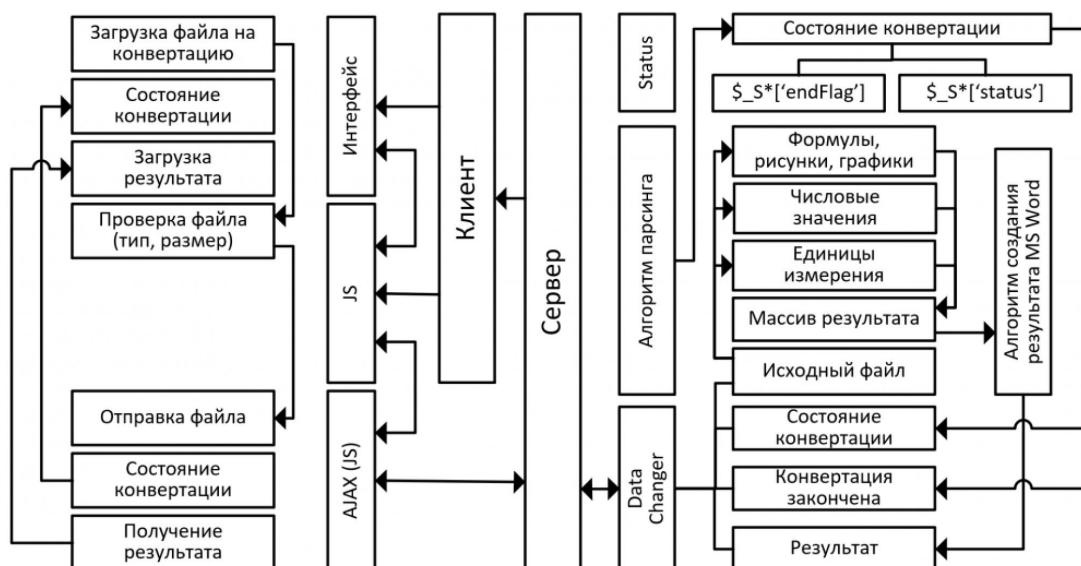 Загрузка файла на
конвертацию
Состояние
конвертации
Загрузка
результата
Проверка файла
(тип, размер)
Отправка файла
Состояние
конвертации
Получение
результата
Интерфейс
JS
AJAX (JS)
Клиент
Сервер
Status
Алгоритм парсинга
Data
Changer
Состояние конвертации
$_S*['endFlag']
$_S*['status']
Формулы,
рисунки, графики
Числовые
значения
Единицы
измерения
Массив результата
Исходный файл
Состояние
конвертации
Конвертация
закончена
Результат
Алгоритм создания
результата MS Word